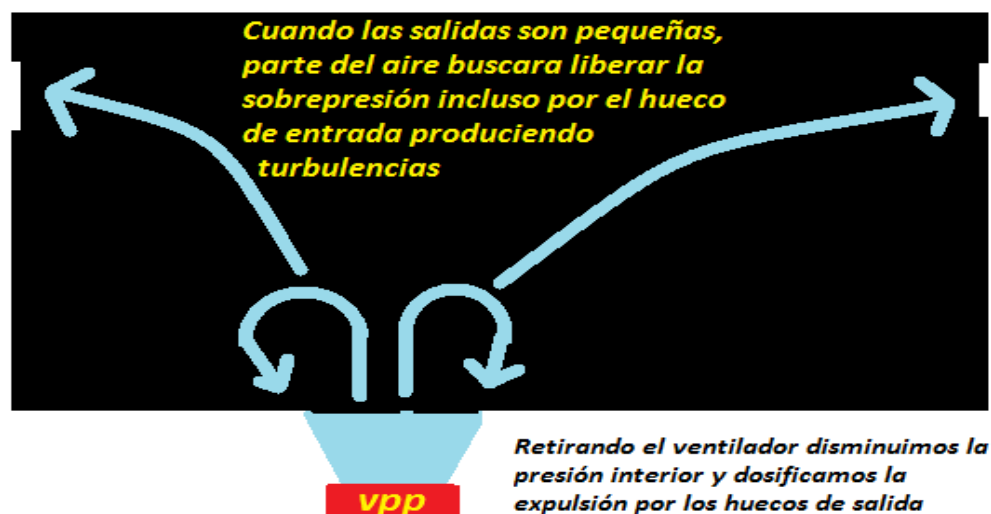 Cuando las salidas son pequeñas,
parte del aire buscara liberar la
sobrepresión incluso por el hueco
de entrada produciendo
turbulencias
Retirando el ventilador disminuimos la
presión interior y dosificamos la
expulsión por los huecos de salida
vpp